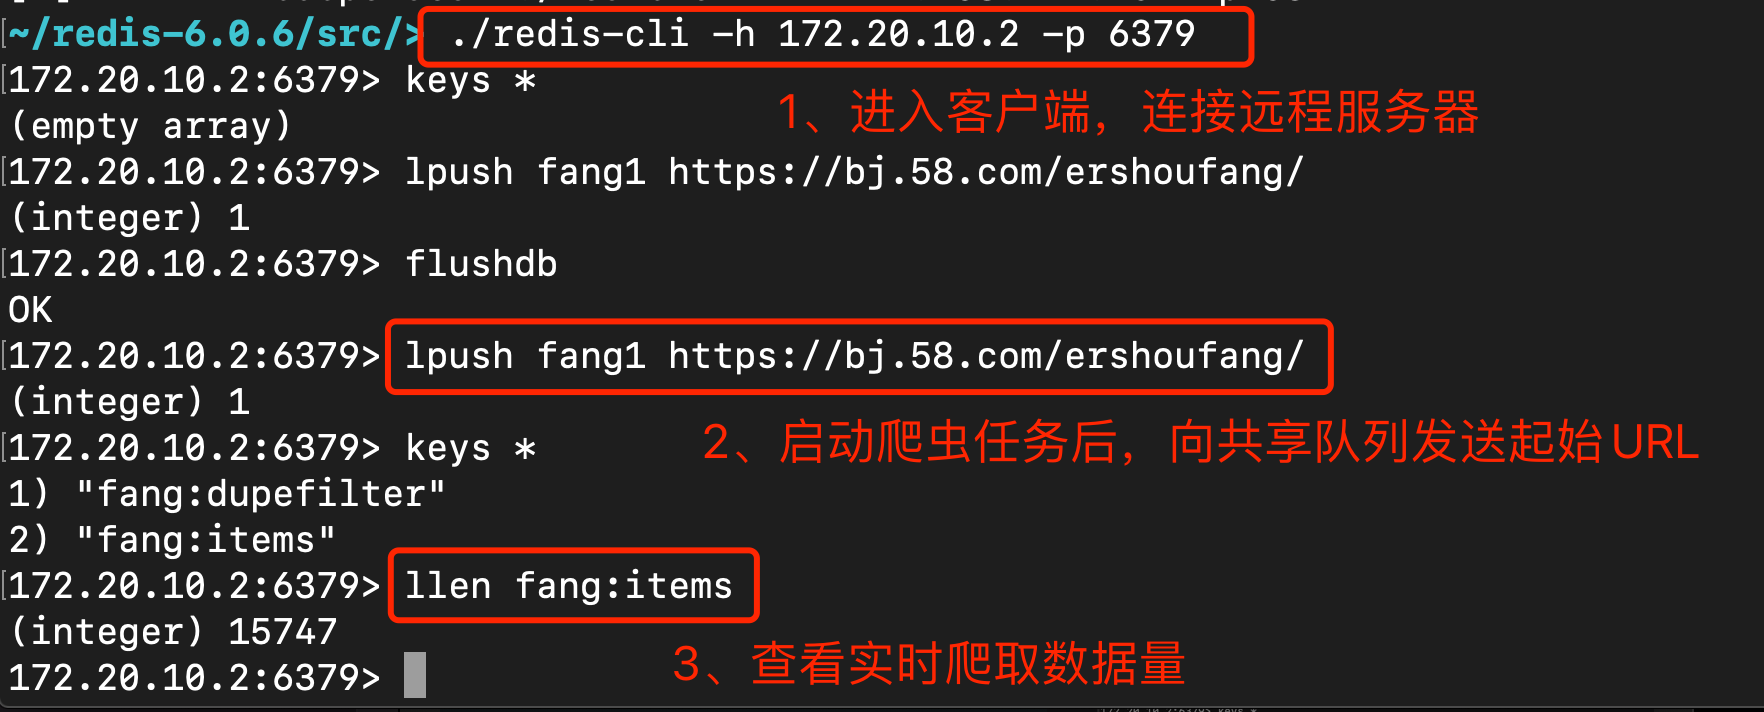 ~/redis-6.0.6/src/> ./redis-cli -h 172.20.10.2 -p 6379
172.20.10.2:6379> keys *
1、进入客户端，连接远程服务器
(empty array)
172.20.10.2:6379> lpush fang1 https://bj.58.com/ershoufang/
(integer) 1
172.20.10.2:6379> flushdb
OK
172.20.10.2:6379> lpush fang1 https://bj.58.com/ershoufang/
(integer) 1
172.20.10.2:6379> keys *
2、启动爬虫任务后，向共享队列发送起始URL
1) "fang:dupefilter"
2) "fang:items"
172.20.10.2:6379> llen fang:items
(integer) 15747
3、查看实时爬取数据量
172.20.10.2:6379>